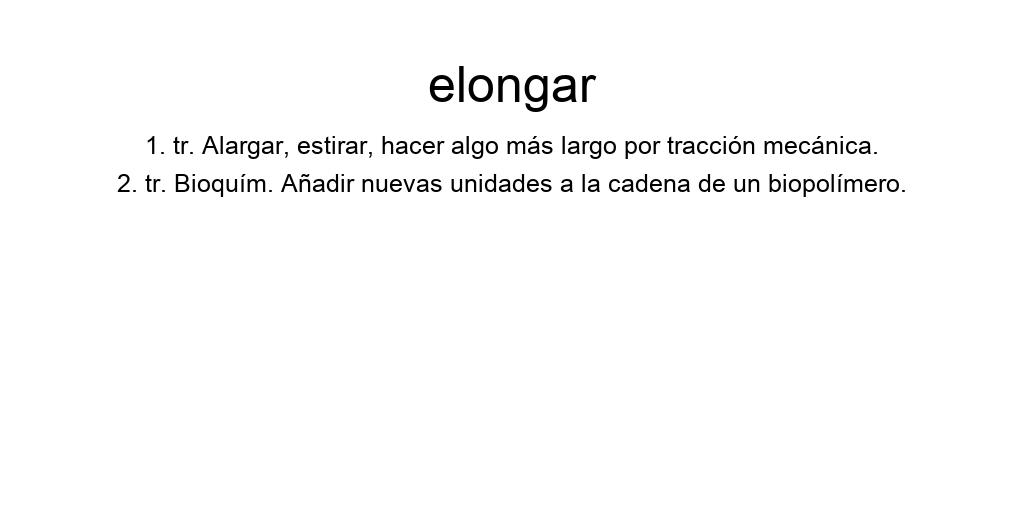 elongar
1. tr. Alargar, estirar, hacer algo más largo por tracción mecánica.
2. tr. Bioquím. Añadir nuevas unidades a la cadena de un biopolímero.